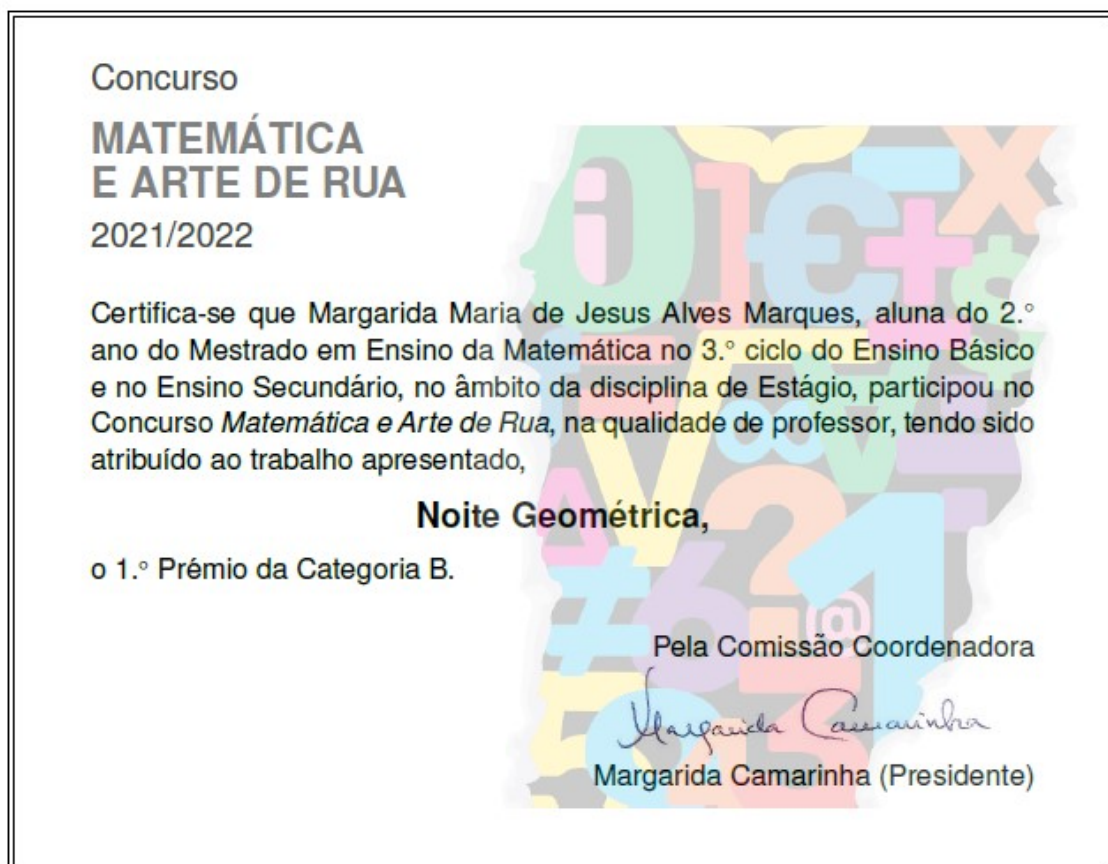 Concurso
MATEMÁTICA
E ARTE DE RUA
2021/2022
Certifica-se que Margarida Maria de Jesus Alves Marques, aluna do 2.°
ano do Mestrado em Ensino da Matemática no 3.° ciclo do Ensino Básico
e no Ensino Secundário, no âmbito da disciplina de Estágio, participou no
Concurso Matemática e Arte de Rua, na qualidade de professor, tendo sido
atribuído ao trabalho apresentado,
Noite Geométrica,
o 1.° Prémio da Categoria B.
Pela Comissão Coordenadora
Margarida Camarinha
Margarida Camarinha (Presidente)